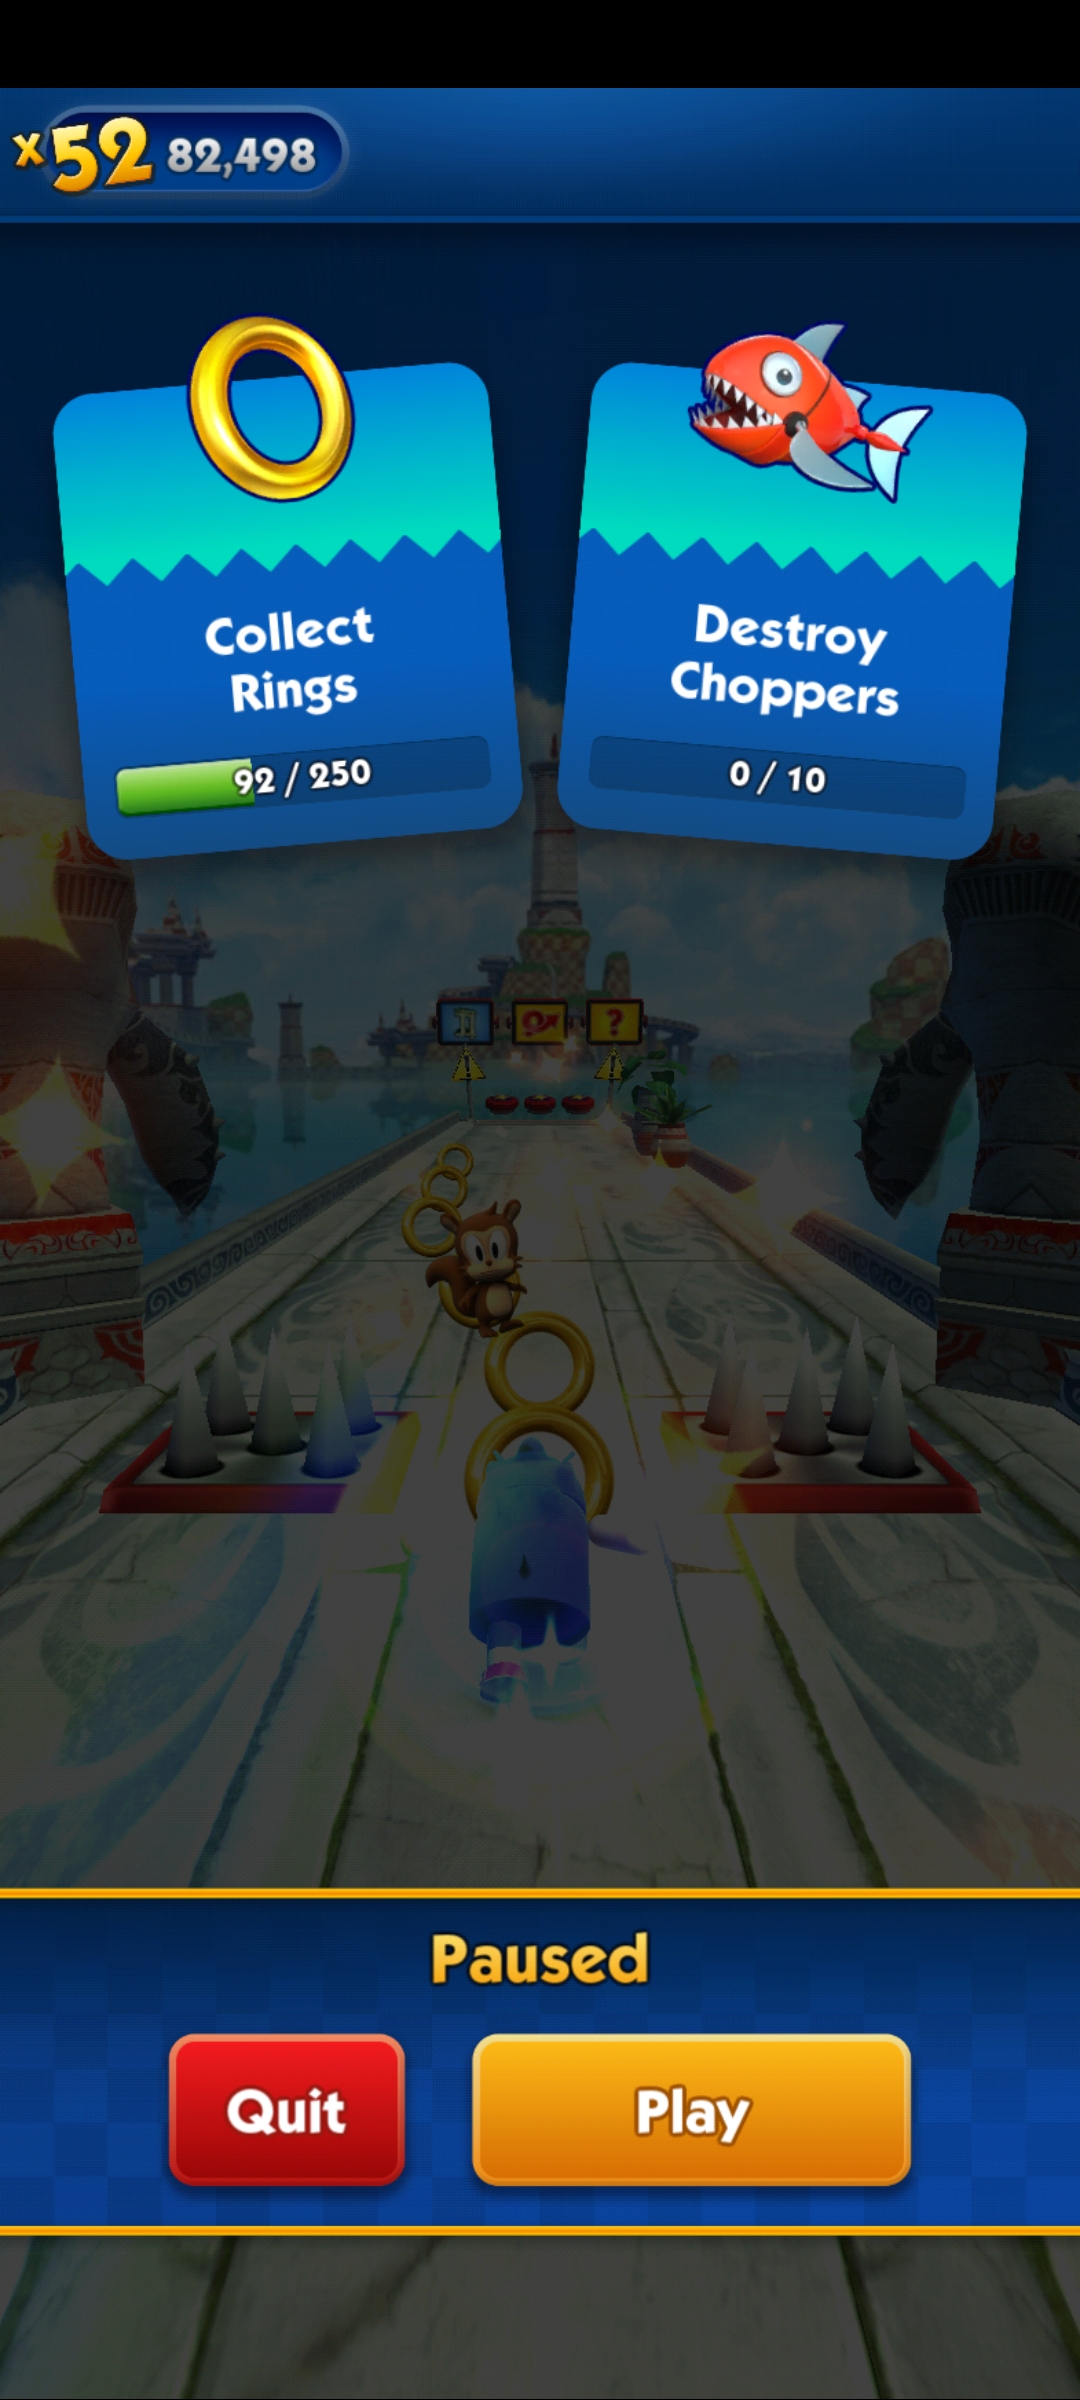 x52 82,498
Collect
Rings
92 / 250
Destroy
Choppers
0 / 10
?
Paused
Quit
Play